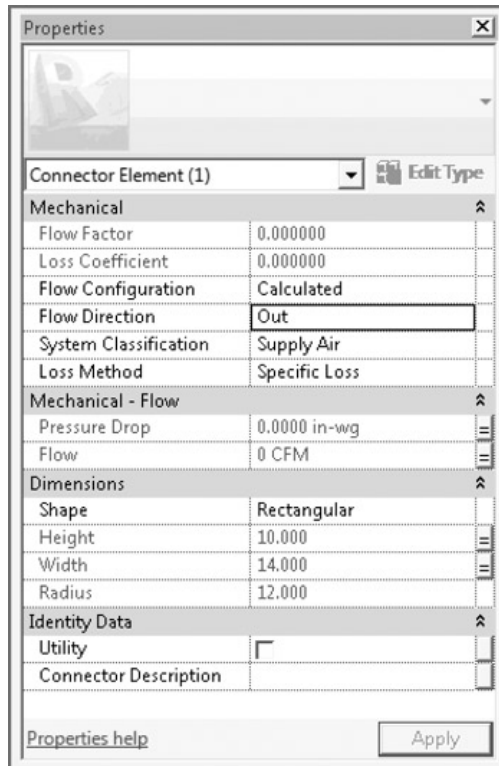 Properties
Connector Element (1) Edit Type
Mechanical
Flow Factor 0.000000
Loss Coefficient 0.000000
Flow Configuration Calculated
Flow Direction Out
System Classification Supply Air
Loss Method Specific Loss
Mechanical - Flow
Pressure Drop 0.0000 in-wg =
Flow 0 CFM =
Dimensions
Shape Rectangular
Height 10.000 =
Width 14.000 =
Radius 12.000
Identity Data
Utility
Connector Description
Properties help Apply